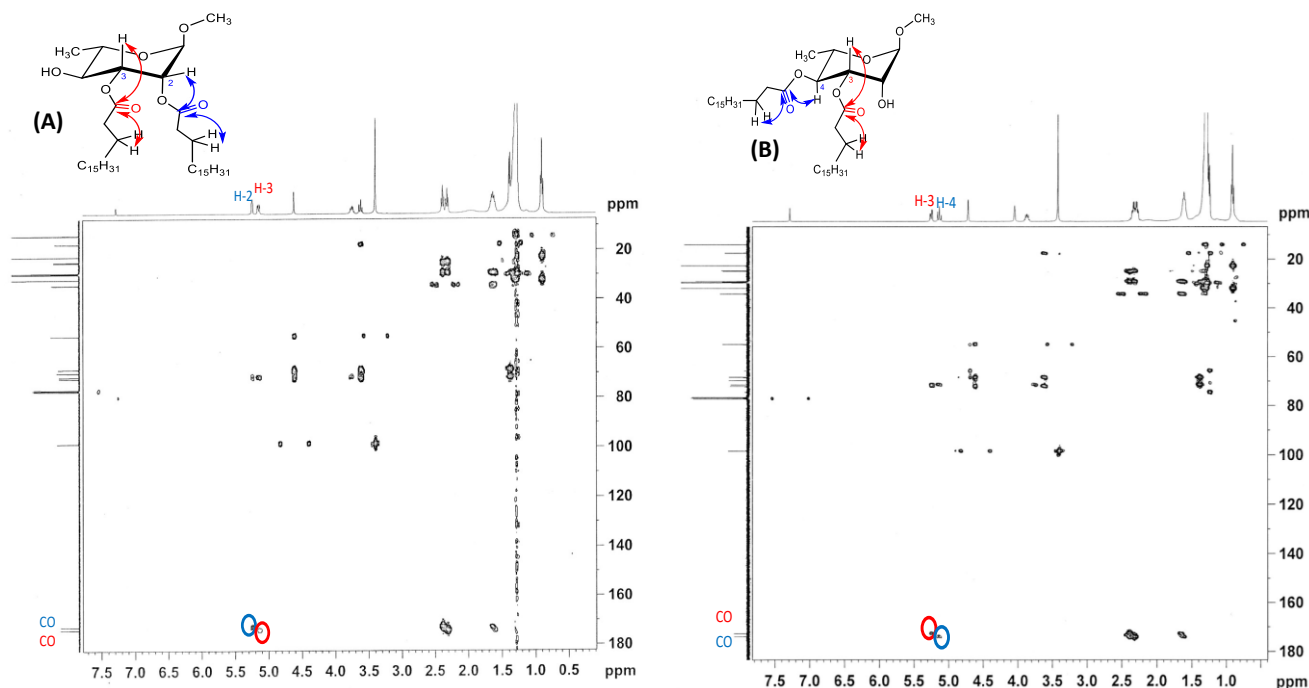 (A)
O
CH₃
H
H₃C
O
HO
3
2
H
O
O
O
O
H
H
H
H
C₁₅H₃₁
C₁₅H₃₁
H-2
H-3
ppm
20
40
60
80
100
120
140
160
180
CO
CO
7.5 7.0 6.5 6.0 5.5 5.0 4.5 4.0 3.5 3.0 2.5 2.0 1.5 1.0 0.5 ppm
(B)
O
CH₃
H
H₃C
O
O
4
3
H
O
OH
C₁₅H₃₁
H
H
O
O
H
H
C₁₅H₃₁
H-3
H-4
ppm
20
40
60
80
100
120
140
160
180
CO
CO
7.5 7.0 6.5 6.0 5.5 5.0 4.5 4.0 3.5 3.0 2.5 2.0 1.5 1.0 0.5 ppm